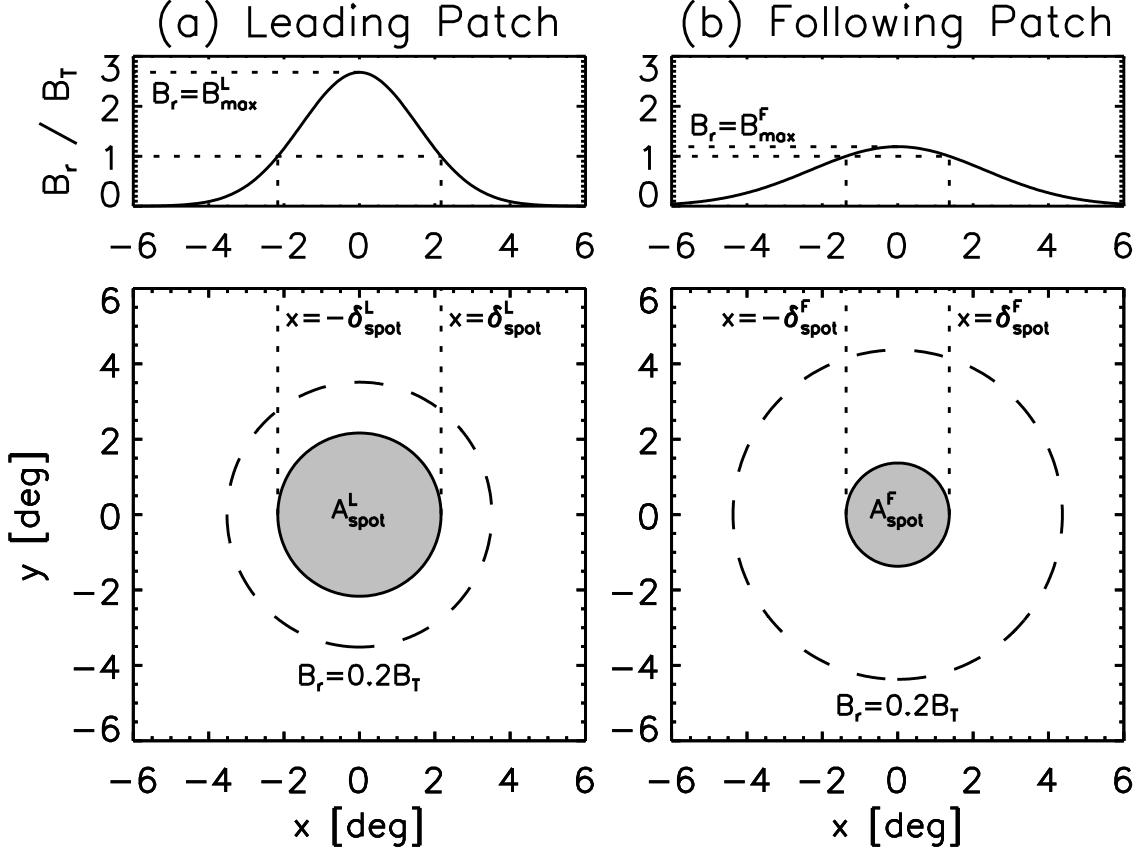 (a) Leading Patch
(b) Following Patch
B_r / B_T
3
2
1
0
B_r=B^L_max
-6 -4 -2 0 2 4 6
3
2
1
0
B_r=B^F_max
-6 -4 -2 0 2 4 6
y [deg]
6
4
2
0
-2
-4
-6
x=-δ^L_spot
x=δ^L_spot
A^L_spot
B_r=0.2B_T
-6 -4 -2 0 2 4 6
x [deg]
6
4
2
0
-2
-4
-6
x=-δ^F_spot
x=δ^F_spot
A^F_spot
B_r=0.2B_T
-6 -4 -2 0 2 4 6
x [deg]